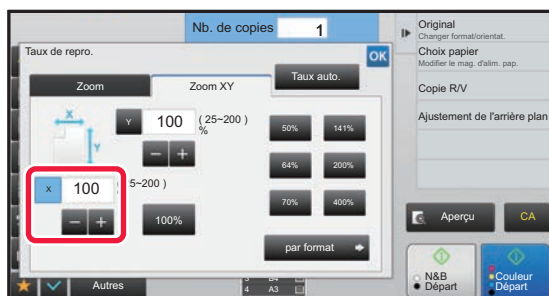 Nb. de copies 1
Taux de repro.
OK
Zoom
Zoom XY
Taux auto.
X
Y
Y 100 ( 25~200 )
%
50% 141%
64% 200%
70% 400%
X 100 5~200 )
100%
par format
Autres
4 A3
Original
Changer format/orientat.
Choix papier
Modifier le mag. d'alim. pap.
Copie R/V
Ajustement de l'arrière plan
Aperçu
CA
N&B
Départ
Couleur
Départ